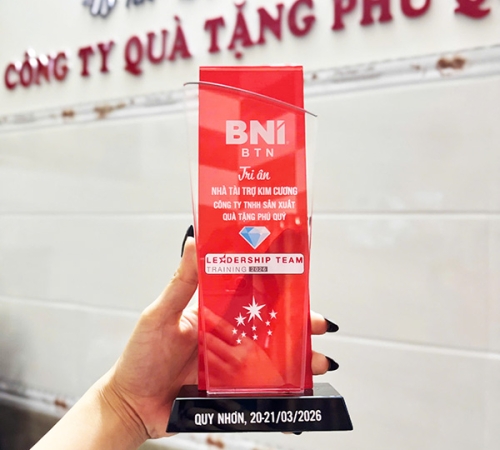 CÔNG TY QUÀ TẶNG PHÚ Q
BNI
BTN
Tri ân
NHÀ TÀI TRỢ KIM CƯƠNG
CÔNG TY TNHH SẢN XUẤT
QUÀ TẶNG PHÚ QUÝ
LEADERSHIP TEAM
TRAINING 2026
QUY NHƠN, 20-21/03/2026